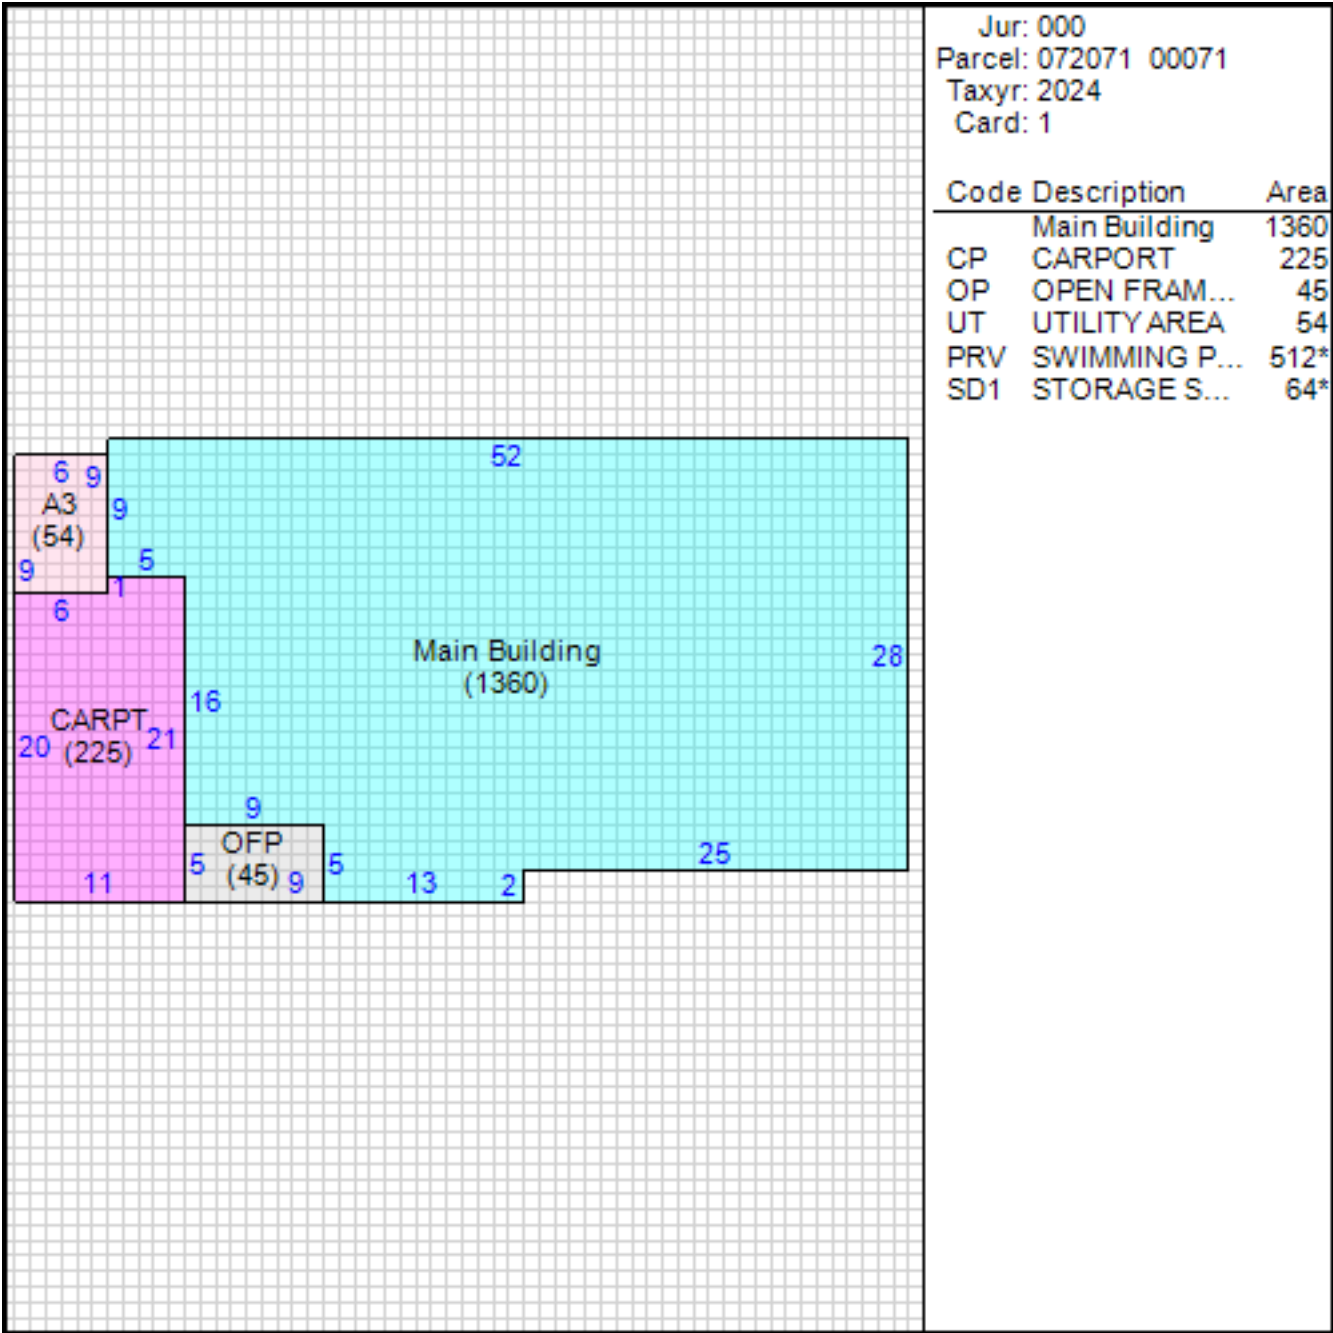 Jur: 000
Parcel: 072071 00071
Taxyr: 2024
Card: 1
Code Description Area
Main Building 1360
CP CARPORT 225
OP OPEN FRAM... 45
UT UTILITY AREA 54
PRV SWIMMING P... 512*
SD1 STORAGE S... 64*
52
6 9
A3
9
(54)
5
9
1
6
Main Building
28
(1360)
16
CARPT
20 (225) 21
9
OFP
25
5 (45) 9 5
11
13 2